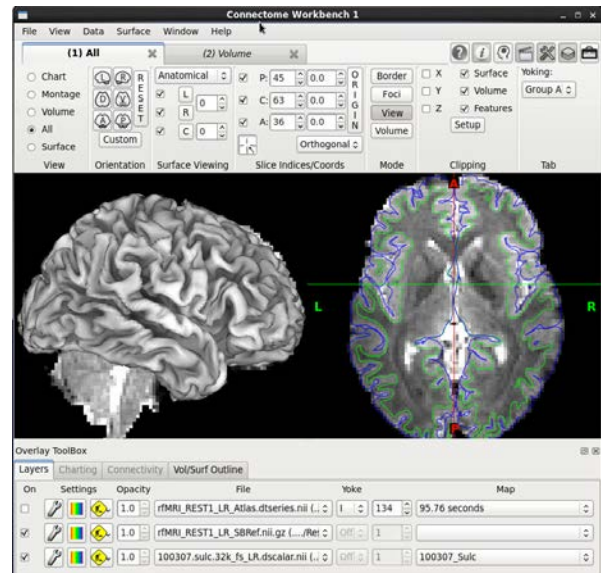 Connectome Workbench 1
File View Data Surface Window Help
(1) All (2) Volume
Chart
Montage
Volume
All
Surface
View
L R
D V
A P
R
E
S
E
T
Custom
Orientation
Anatomical
L
R 0
C 0
Surface Viewing
P: 45 0.0
C: 63 0.0
A: 36 0.0
O
R
I
G
I
N
Orthogonal
Slice Indices/Coords
Border
Foci
View
Volume
Mode
X Surface
Y Volume
Z Features
Setup
Clipping
Yoking:
Group A
Tab
A
L R
P
Overlay ToolBox
Layers Charting Connectivity Vol/Surf Outline
On Settings Opacity File Yoke Map
1.0 rfMRI_REST1_LR_Atlas.dtseries.nii (.. I 134 95.76 seconds
1.0 rfMRI_REST1_LR_SBRef.nii.gz (..../Res Off 1
1.0 100307.sulc.32k_fs_LR.dscalar.nii (.. Off 1 100307_Sulc